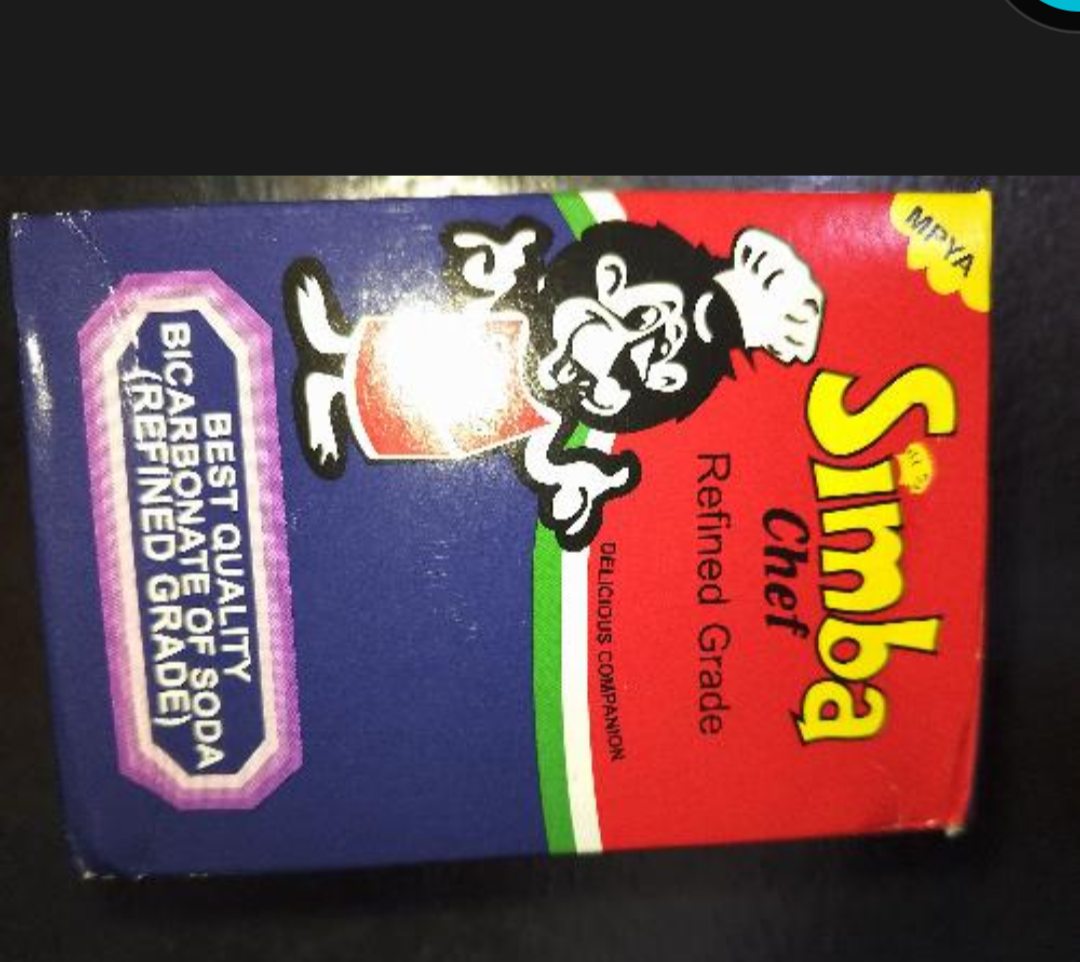 MPYA
Simba
Chef
Refined Grade
DELICIOUS COMPANION
BEST QUALITY
BICARBONATE OF SODA
(REFINED GRADE)